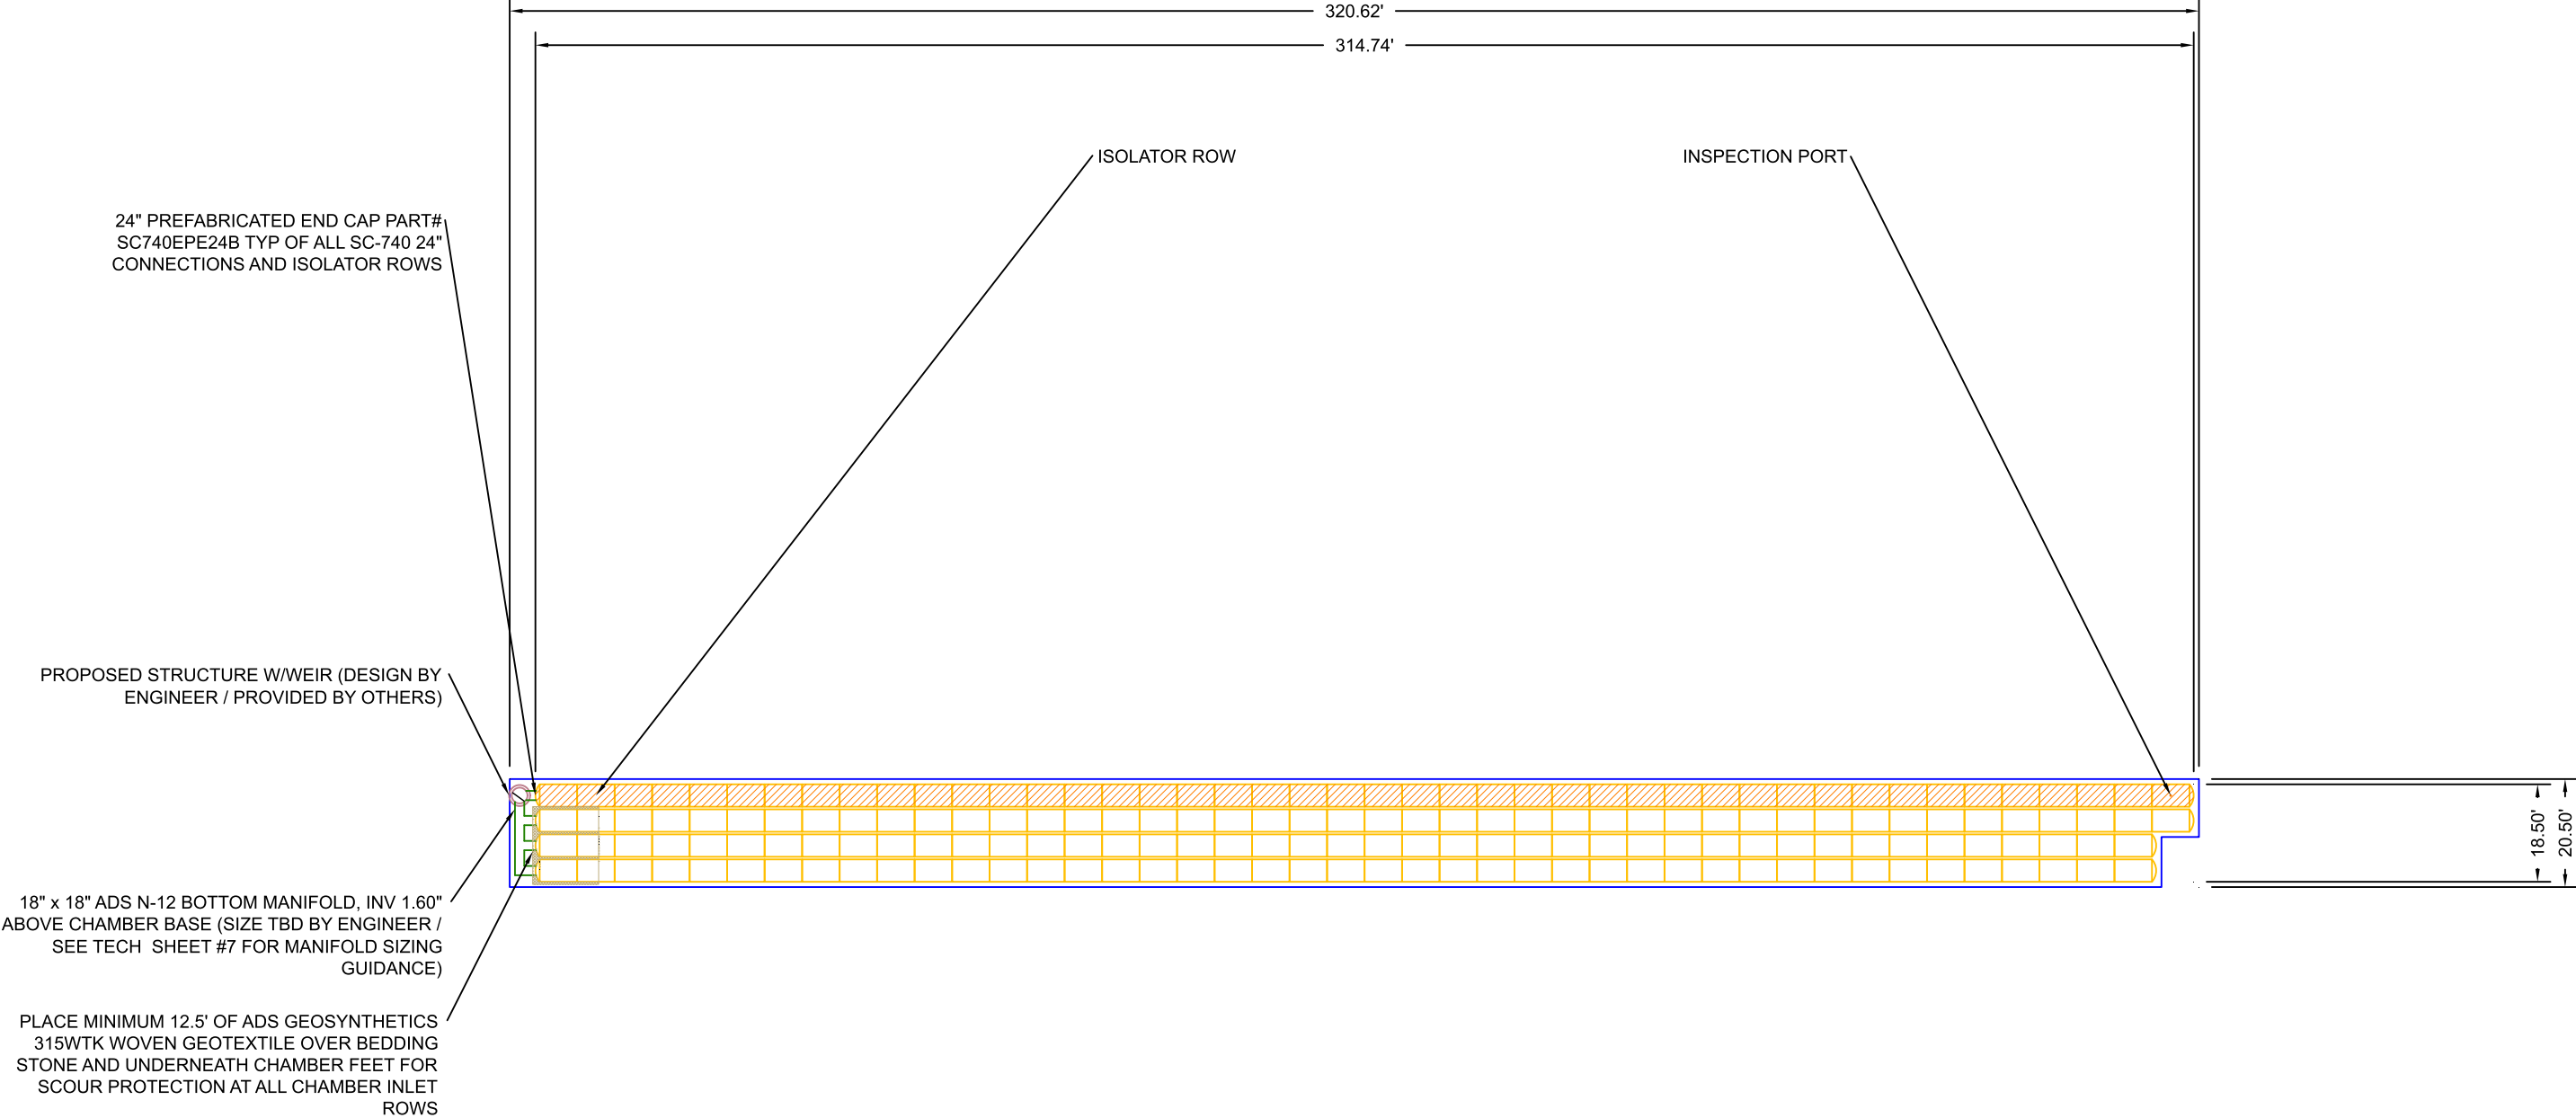 320.62'
314.74'
ISOLATOR ROW
INSPECTION PORT
24" PREFABRICATED END CAP PART#
SC740EPE24B TYP OF ALL SC-740 24"
CONNECTIONS AND ISOLATOR ROWS
PROPOSED STRUCTURE W/WEIR (DESIGN BY
ENGINEER / PROVIDED BY OTHERS)
18.50'
20.50'
18" x 18" ADS N-12 BOTTOM MANIFOLD, INV 1.60"
ABOVE CHAMBER BASE (SIZE TBD BY ENGINEER /
SEE TECH SHEET #7 FOR MANIFOLD SIZING
GUIDANCE)
PLACE MINIMUM 12.5' OF ADS GEOSYNTHETICS
315WTK WOVEN GEOTEXTILE OVER BEDDING
STONE AND UNDERNEATH CHAMBER FEET FOR
SCOUR PROTECTION AT ALL CHAMBER INLET
ROWS